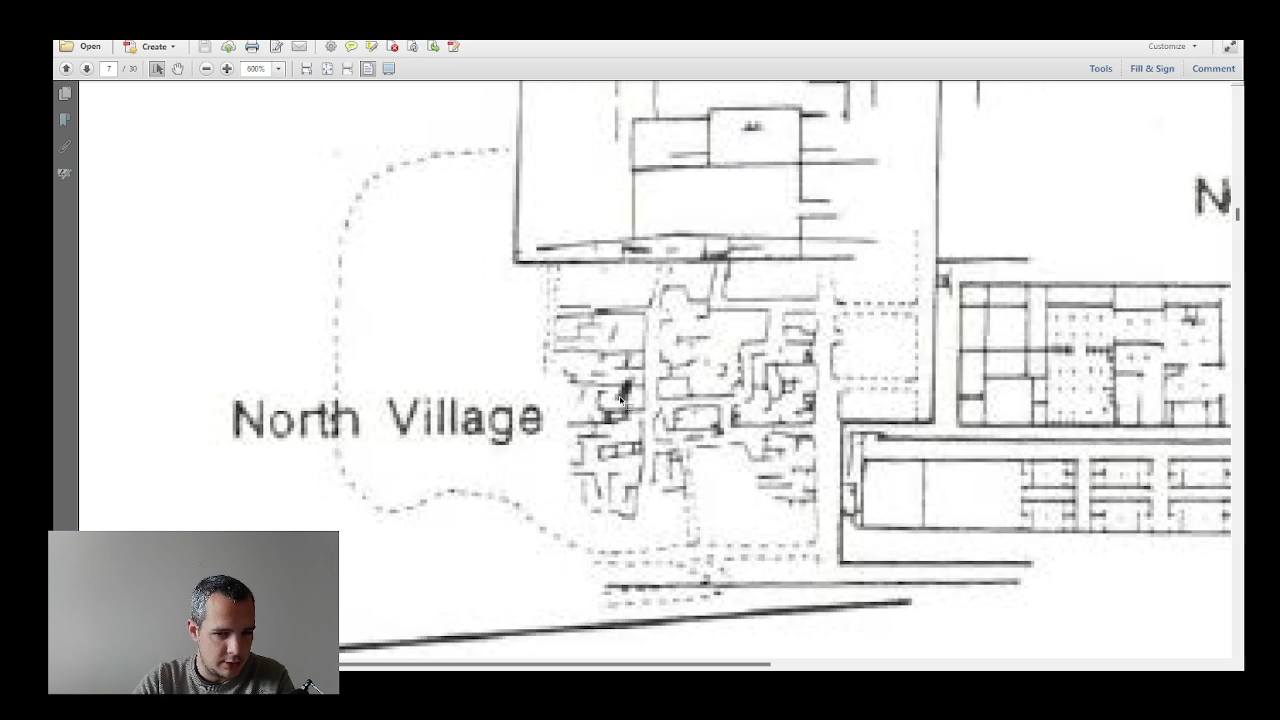 Open Create Customize
7 / 30 600% Tools Fill & Sign Comment
N
North Village